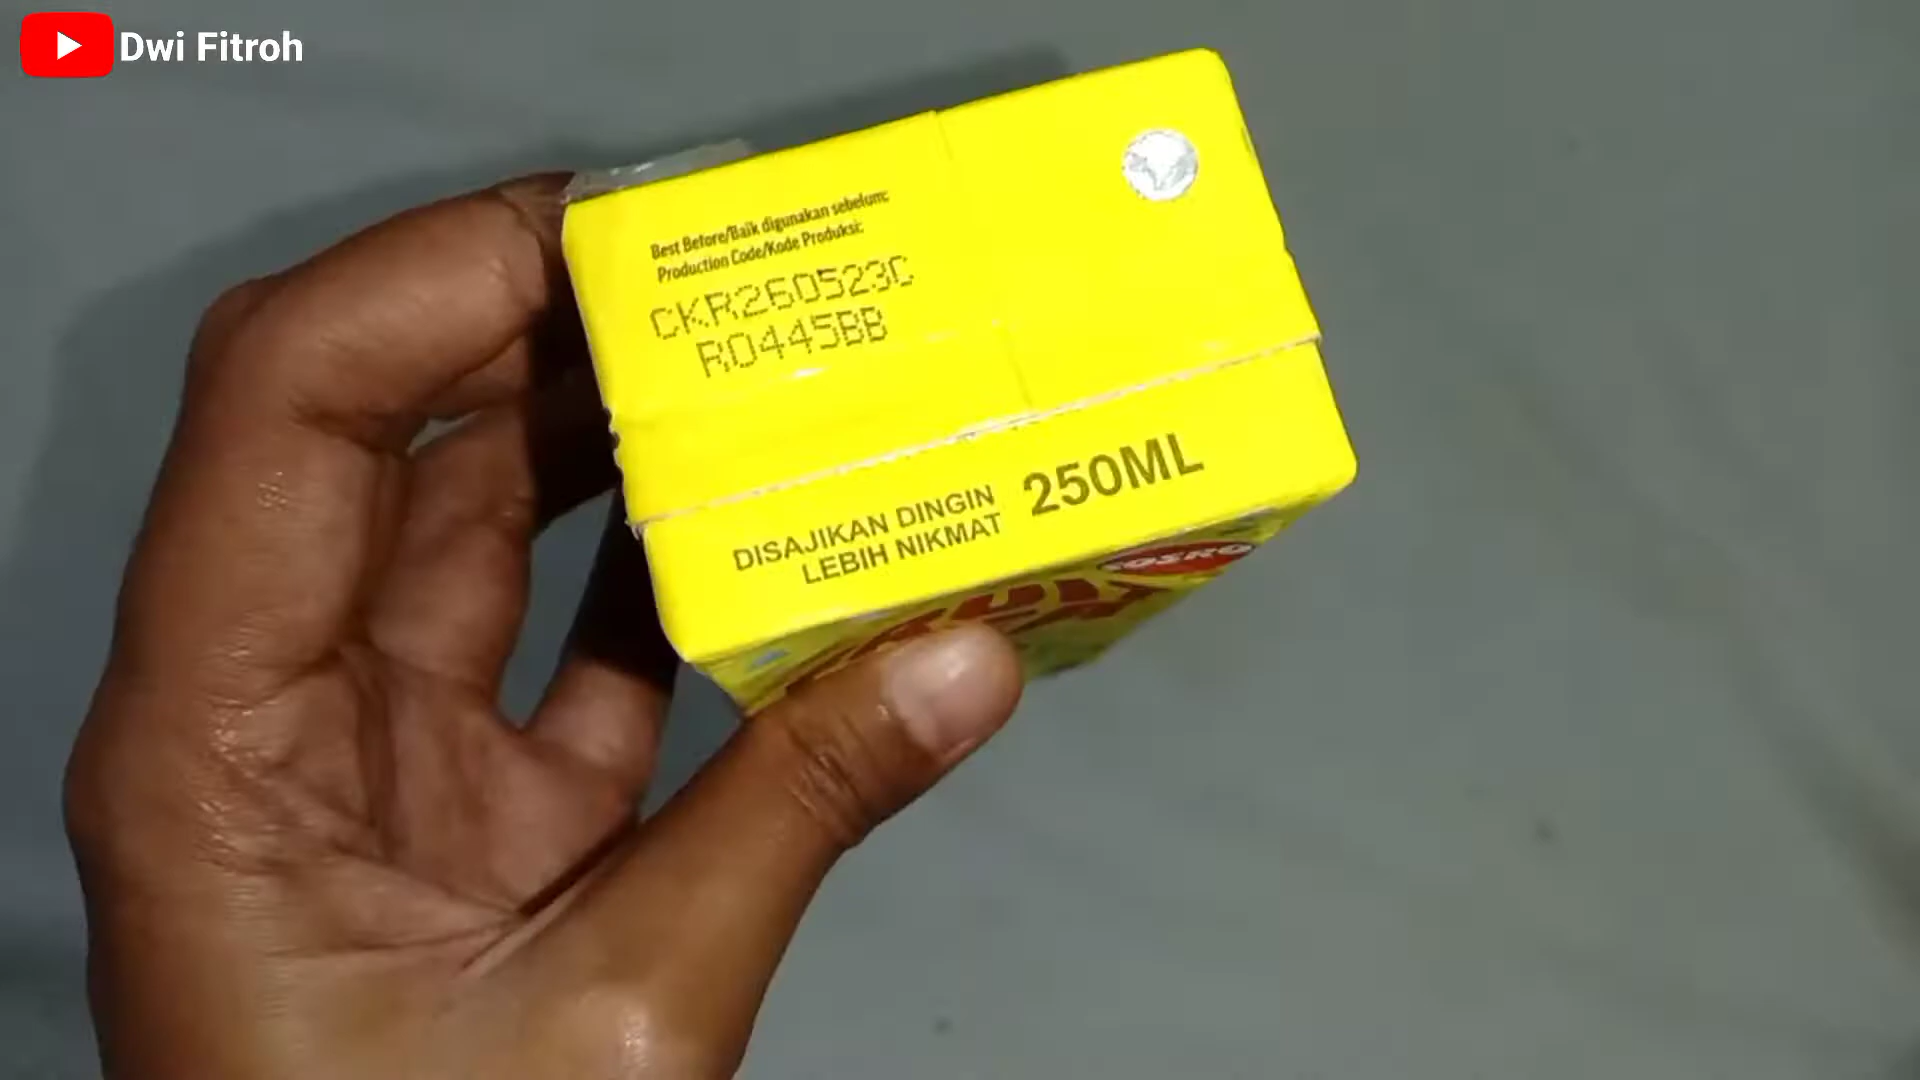 Dwi Fitroh
Best Before/Baik digunakan sebelum:
Production Code/Kode Produksi:
CKR260523C
R0445BB
DISAJIKAN DINGIN
LEBIH NIKMAT
250ML
SOSRO